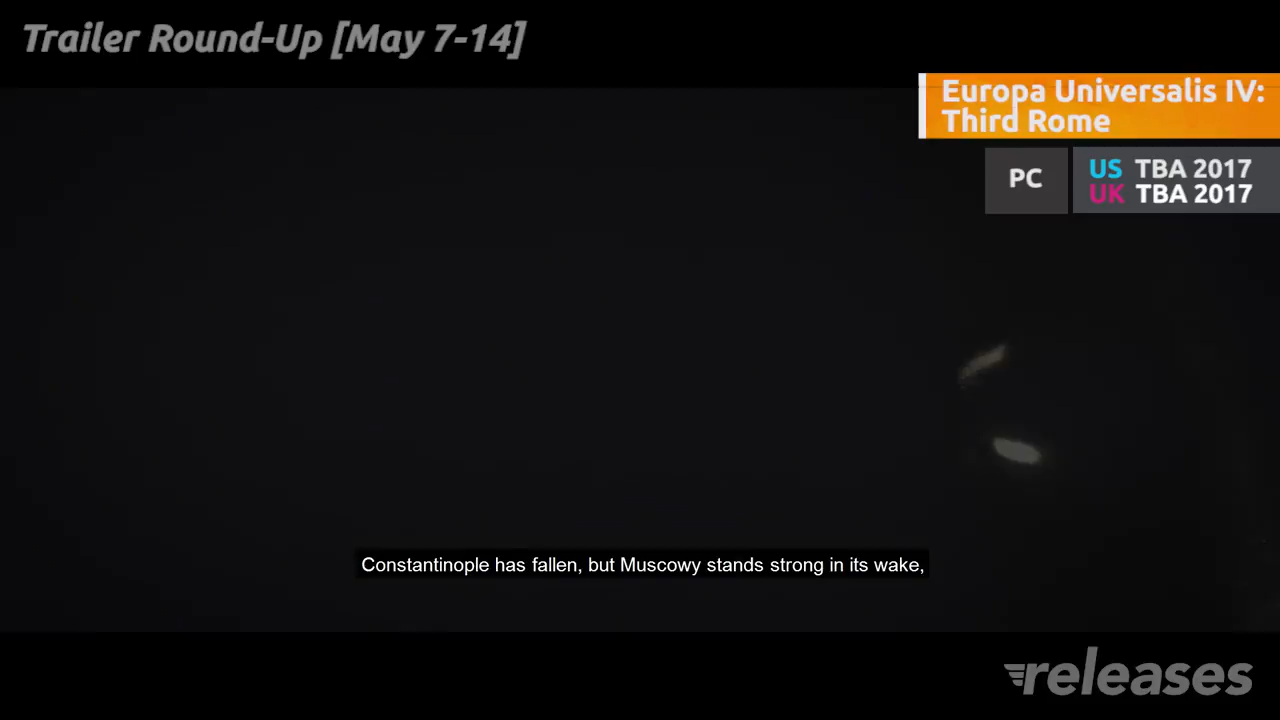 Trailer Round-Up [May 7-14]
Europa Universalis IV:
Third Rome
PC
US TBA 2017
UK TBA 2017
Constantinople has fallen, but Muscowy stands strong in its wake,
releases